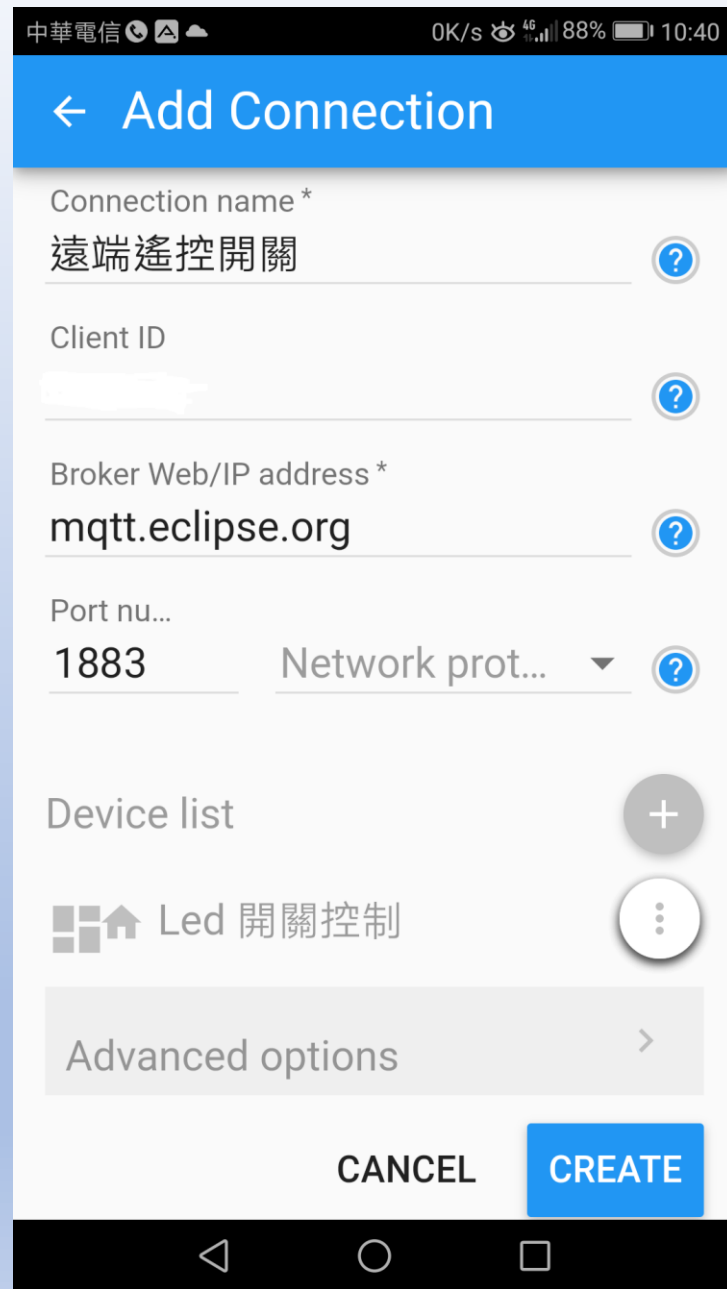 中華電信 0K/s 46 88% 10:40
Add Connection
Connection name *
遠端遙控開關
Client ID
Broker Web/IP address *
mqtt.eclipse.org
Port nu...
1883 Network prot...
Device list
Led 開關控制
Advanced options
CANCEL CREATE